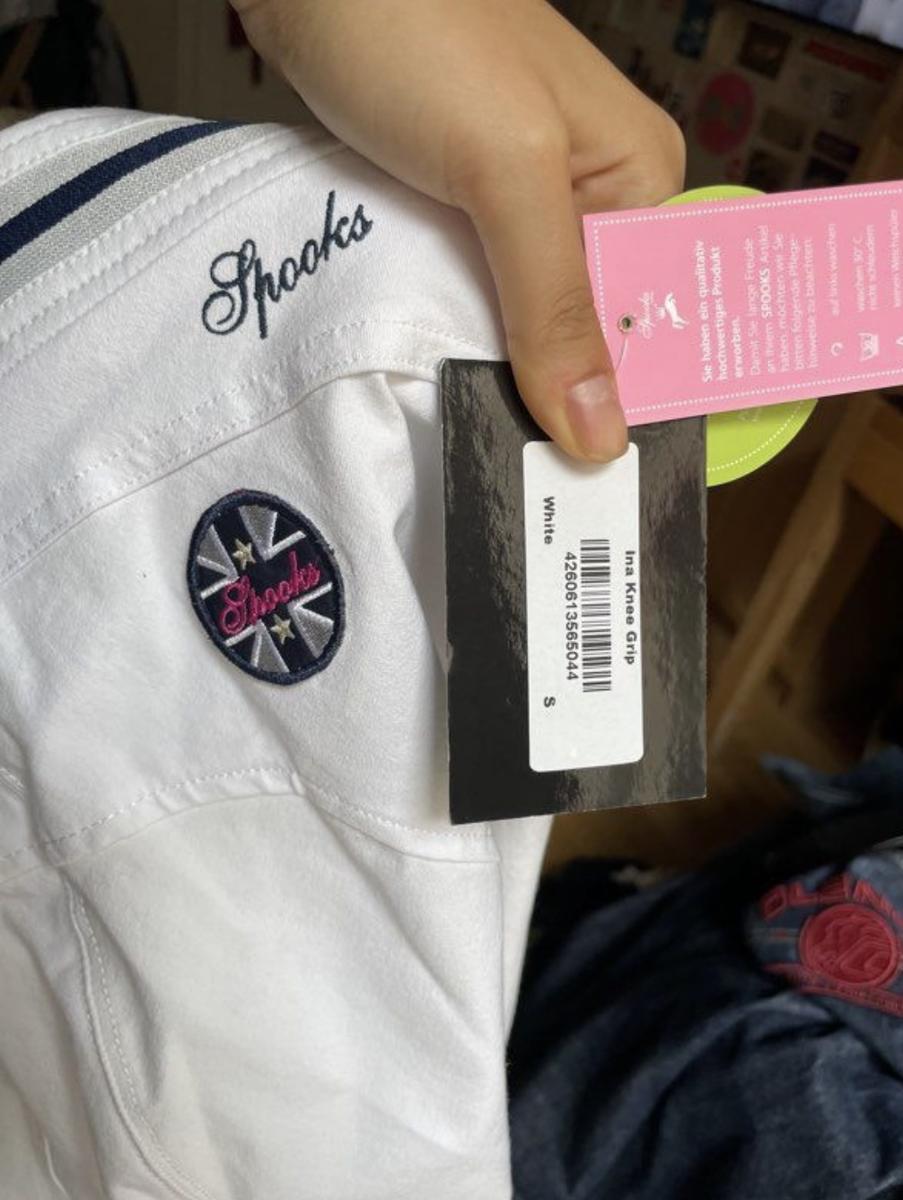 Spooks
Spooks
Ina Knee Grip
4260613565044
White S
Spooks
Sie haben ein qualitativ
hochwertiges Produkt
erworben.
Damit Sie lange Freude
an Ihrem SPOOKS Artikel
haben möchten wir Sie
bitten folgende Pflege-
hinweise zu beachten:
auf links waschen
waschen 30° C
nicht schleudern